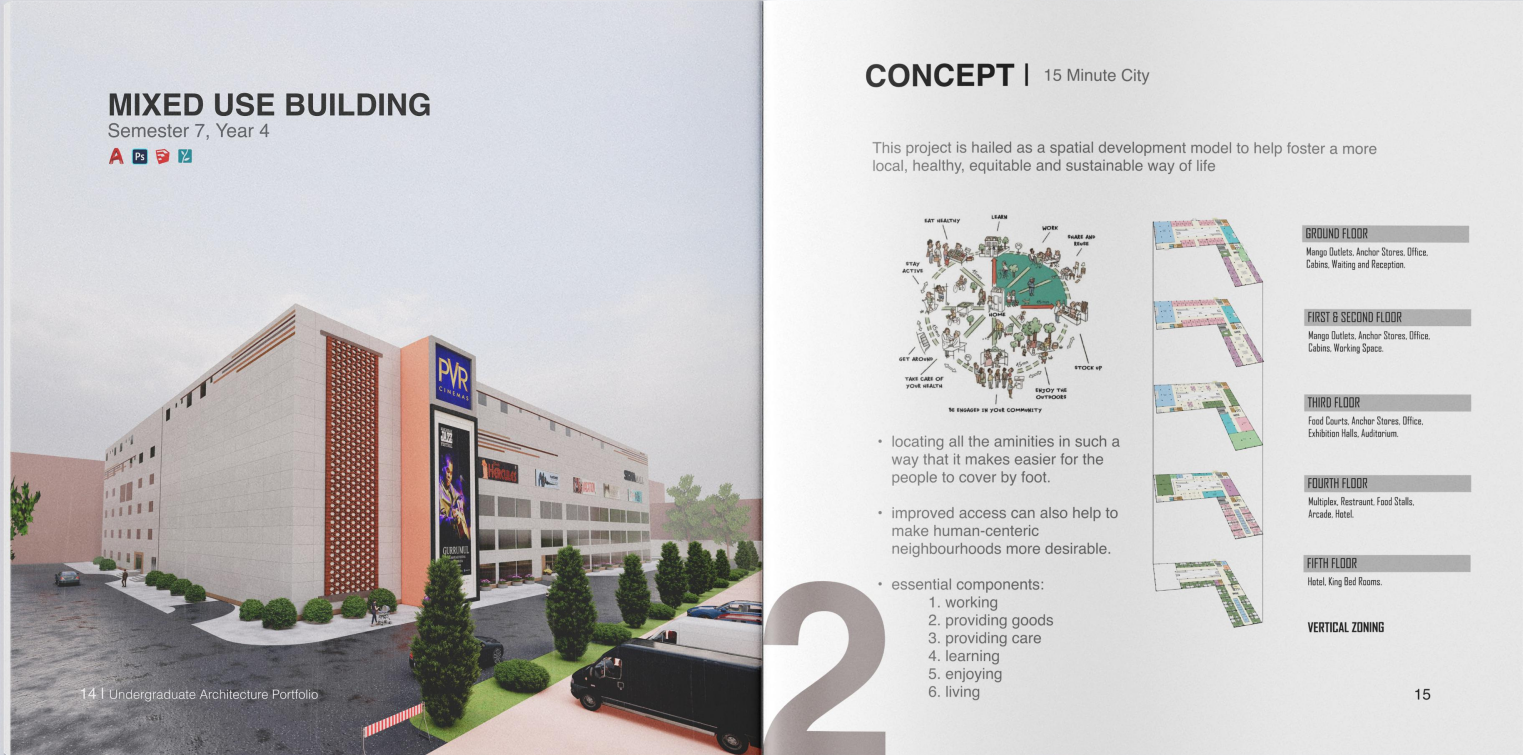 MIXED USE BUILDING
Semester 7, Year 4
Ps
PVR
CINEMAS
JAZZ
GURRUMUL
14 | Undergraduate Architecture Portfolio
CONCEPT | 15 Minute City
This project is hailed as a spatial development model to help foster a more
local, healthy, equitable and sustainable way of life
EAT HEALTHY
LEARN
WORK
SHARE AND
REUSE
STAY
ACTIVE
HOME
GET AROUND
TAKE CARE OF
YOUR HEALTH
STOCK UP
ENJOY THE
OUTDOORS
BE ENGAGED IN YOUR COMMUNITY
• locating all the aminities in such a
way that it makes easier for the
people to cover by foot.
• improved access can also help to
make human-centeric
neighbourhoods more desirable.
• essential components:
1. working
2. providing goods
3. providing care
4. learning
5. enjoying
6. living
2
GROUND FLOOR
Mango Outlets, Anchor Stores, Office,
Cabins, Waiting and Reception.
FIRST & SECOND FLOOR
Mango Outlets, Anchor Stores, Office,
Cabins, Working Space.
THIRD FLOOR
Food Courts, Anchor Stores, Office,
Exhibition Halls, Auditorium.
FOURTH FLOOR
Multiplex, Restraunt, Food Stalls,
Arcade, Hotel.
FIFTH FLOOR
Hotel, King Bed Rooms.
VERTICAL ZONING
15